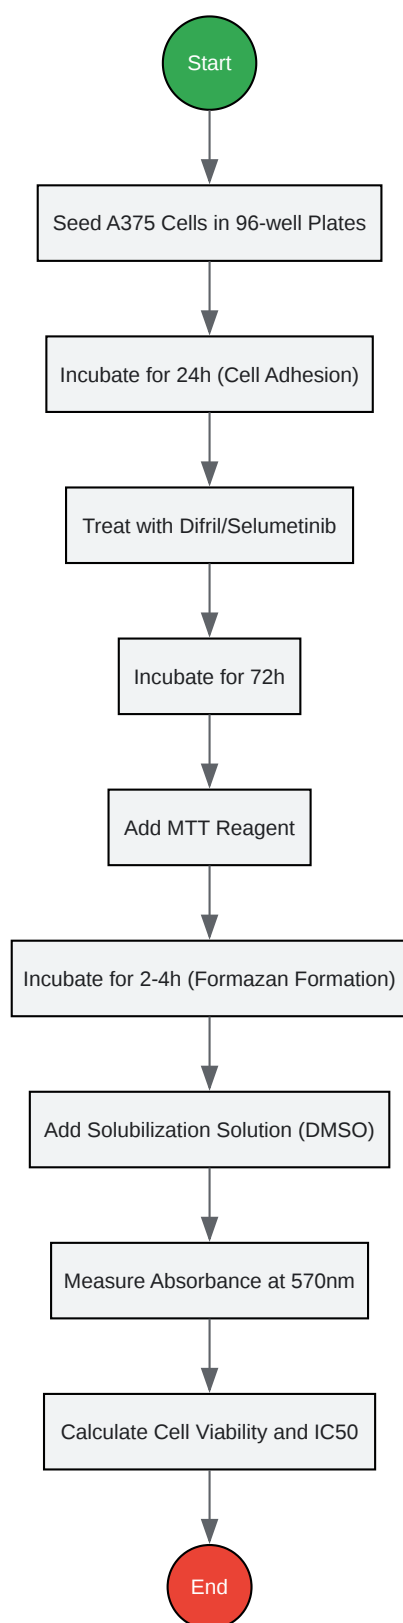 Start
Seed A375 Cells in 96-well Plates
Incubate for 24h (Cell Adhesion)
Treat with Difril/Selumetinib
Incubate for 72h
Add MTT Reagent
Incubate for 2-4h (Formazan Formation)
Add Solubilization Solution (DMSO)
Measure Absorbance at 570nm
Calculate Cell Viability and IC50
End